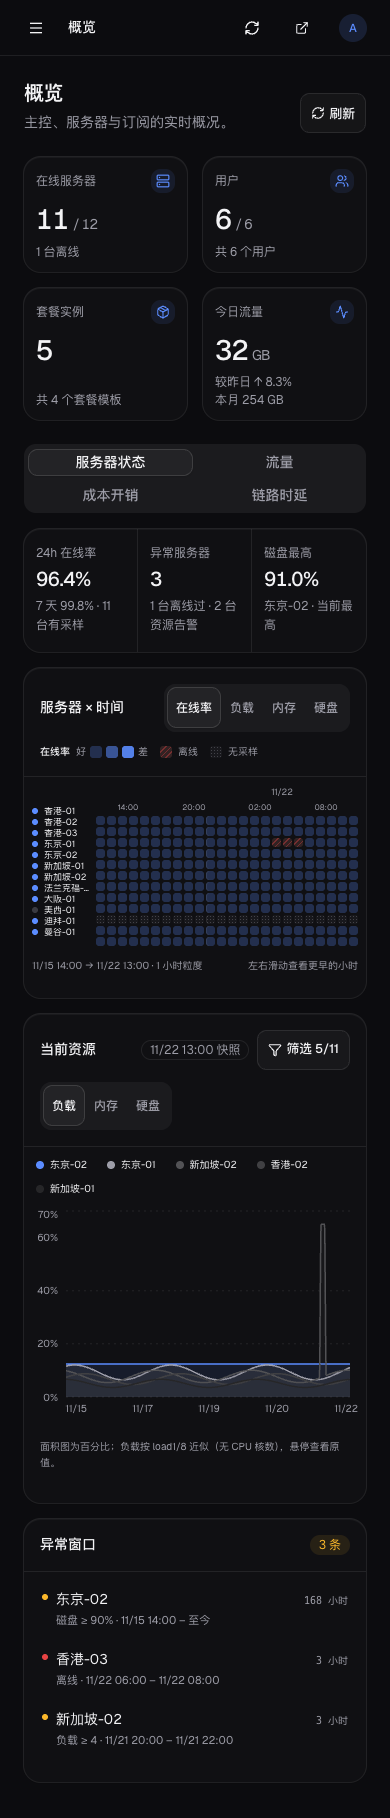 概览
A
概览
主控、服务器与订阅的实时概况。
刷新
在线服务器
11 / 12
1 台离线
用户
6 / 6
共 6 个用户
套餐实例
5
共 4 个套餐模板
今日流量
32 GB
较昨日 ↑ 8.3%
本月 254 GB
服务器状态
流量
成本开销
链路时延
24h 在线率
96.4%
7 天 99.8% · 11
台有采样
异常服务器
3
1 台离线过 · 2 台
资源告警
磁盘最高
91.0%
东京-02 · 当前最
高
服务器 × 时间
在线率 负载 内存 硬盘
在线率 好 差 离线 无采样
11/22
14:00 20:00 02:00 08:00
香港-01
香港-02
香港-03
东京-01
东京-02
新加坡-01
新加坡-02
法兰克福-...
大阪-01
美西-01
迪拜-01
曼谷-01
11/15 14:00 → 11/22 13:00 · 1 小时粒度
左右滑动查看更早的小时
当前资源
11/22 13:00 快照
筛选 5/11
负载 内存 硬盘
东京-02 东京-01 新加坡-02 香港-02
新加坡-01
70%
60%
40%
20%
0%
11/15 11/17 11/19 11/20 11/22
面积图为百分比；负载按 load1/8 近似（无 CPU 核数），悬停查看原
值。
异常窗口
3 条
东京-02
168 小时
磁盘 ≥ 90% · 11/15 14:00 – 至今
香港-03
3 小时
离线 · 11/22 06:00 – 11/22 08:00
新加坡-02
3 小时
负载 ≥ 4 · 11/21 20:00 – 11/21 22:00